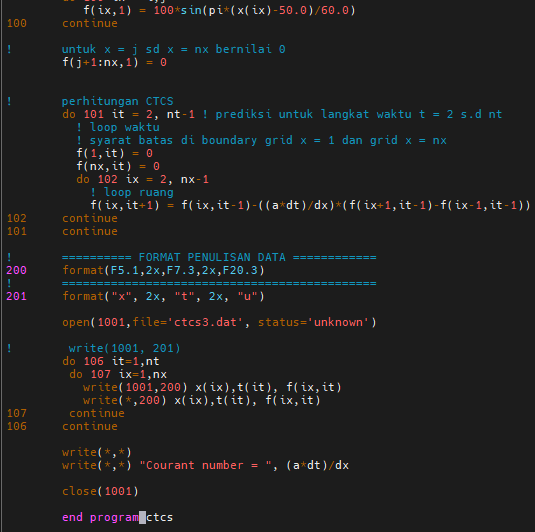 f(ix,1) = 100*sin(pi*(x(ix)-50.0)/60.0)
100     continue
!       untuk x = j sd x = nx bernilai 0
        f(j+1:nx,1) = 0
!       perhitungan CTCS
        do 101 it = 2, nt-1 ! prediksi untuk langkat waktu t = 2 s.d nt
          ! loop waktu
          ! syarat batas di boundary grid x = 1 dan grid x = nx
          f(1,it) = 0
          f(nx,it) = 0
          do 102 ix = 2, nx-1
            ! loop ruang
            f(ix,it+1) = f(ix,it-1)-((a*dt)/dx)*(f(ix+1,it-1)-f(ix-1,it-1))
102     continue
101     continue
!       ========== FORMAT PENULISAN DATA ============
200     format(F5.1,2x,F7.3,2x,F20.3)
!       =============================================
201     format("x", 2x, "t", 2x, "u")
        open(1001,file='ctcs3.dat', status='unknown')
!        write(1001, 201)
        do 106 it=1,nt
         do 107 ix=1,nx
           write(1001,200) x(ix),t(it), f(ix,it)
           write(*,200) x(ix),t(it), f(ix,it)
107      continue
106     continue
        write(*,*)
        write(*,*) "Courant number = ", (a*dt)/dx
        close(1001)
        end program ctcs